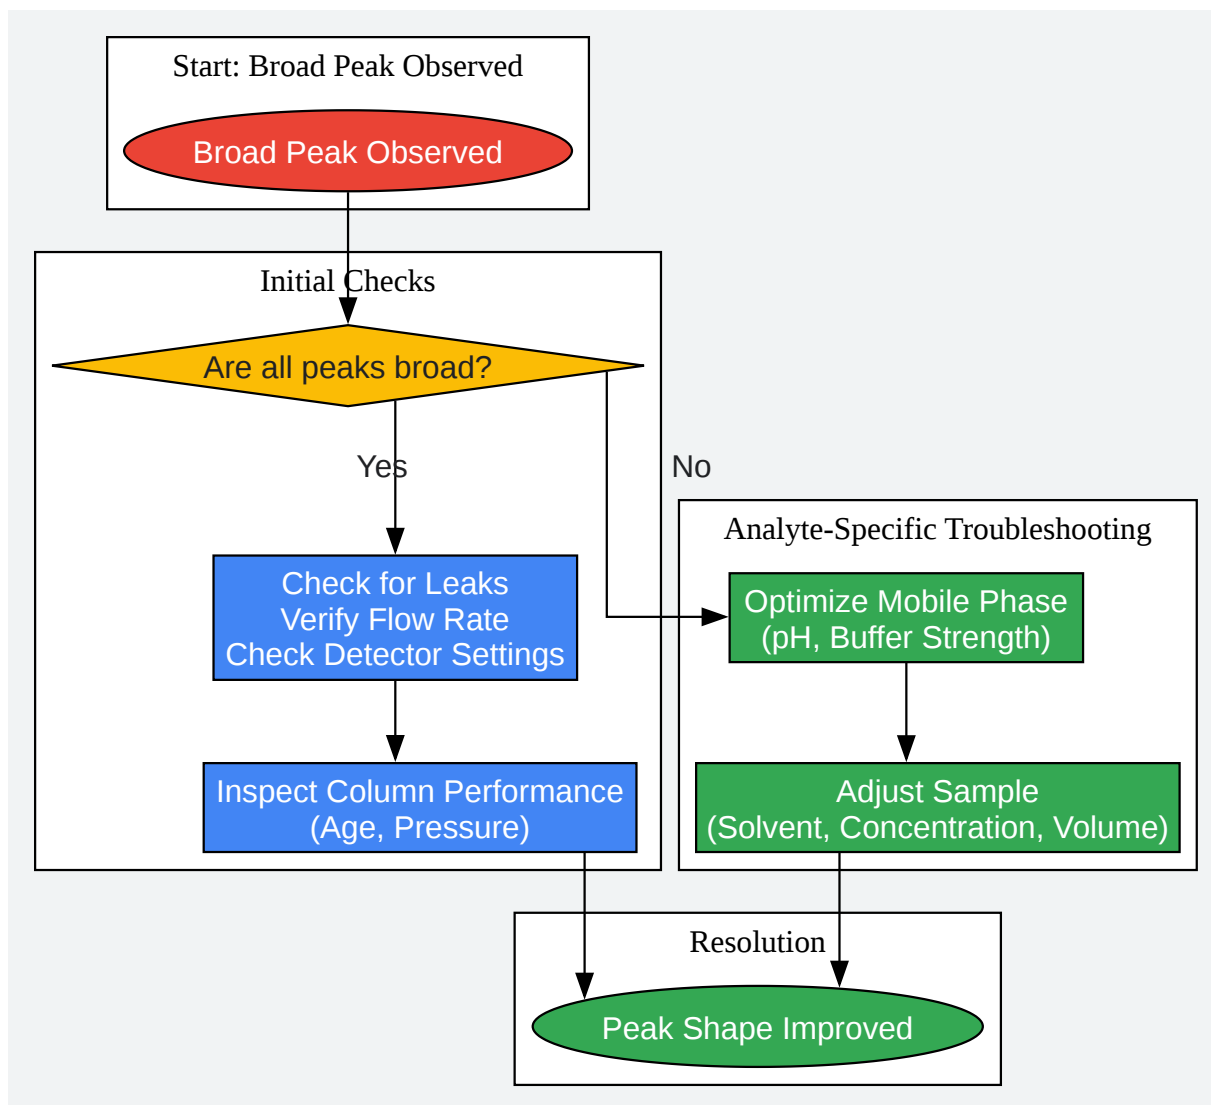 Start: Broad Peak Observed
Broad Peak Observed
Initial Checks
Are all peaks broad?
Yes
No
Check for Leaks
Verify Flow Rate
Check Detector Settings
Inspect Column Performance
(Age, Pressure)
Analyte-Specific Troubleshooting
Optimize Mobile Phase
(pH, Buffer Strength)
Adjust Sample
(Solvent, Concentration, Volume)
Resolution
Peak Shape Improved